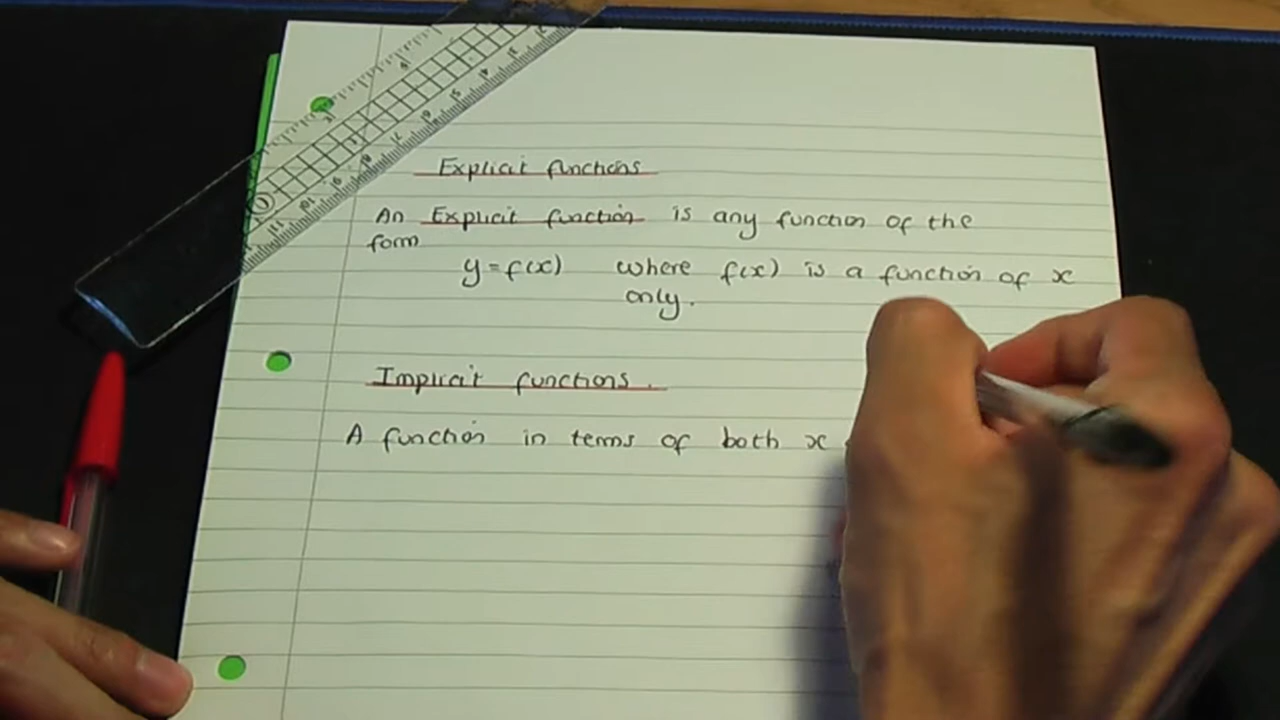 Explicit functions
An Explicit function is any function of the
form
y = f(x) where f(x) is a function of x
only.
Implicit functions.
A function in terms of both x